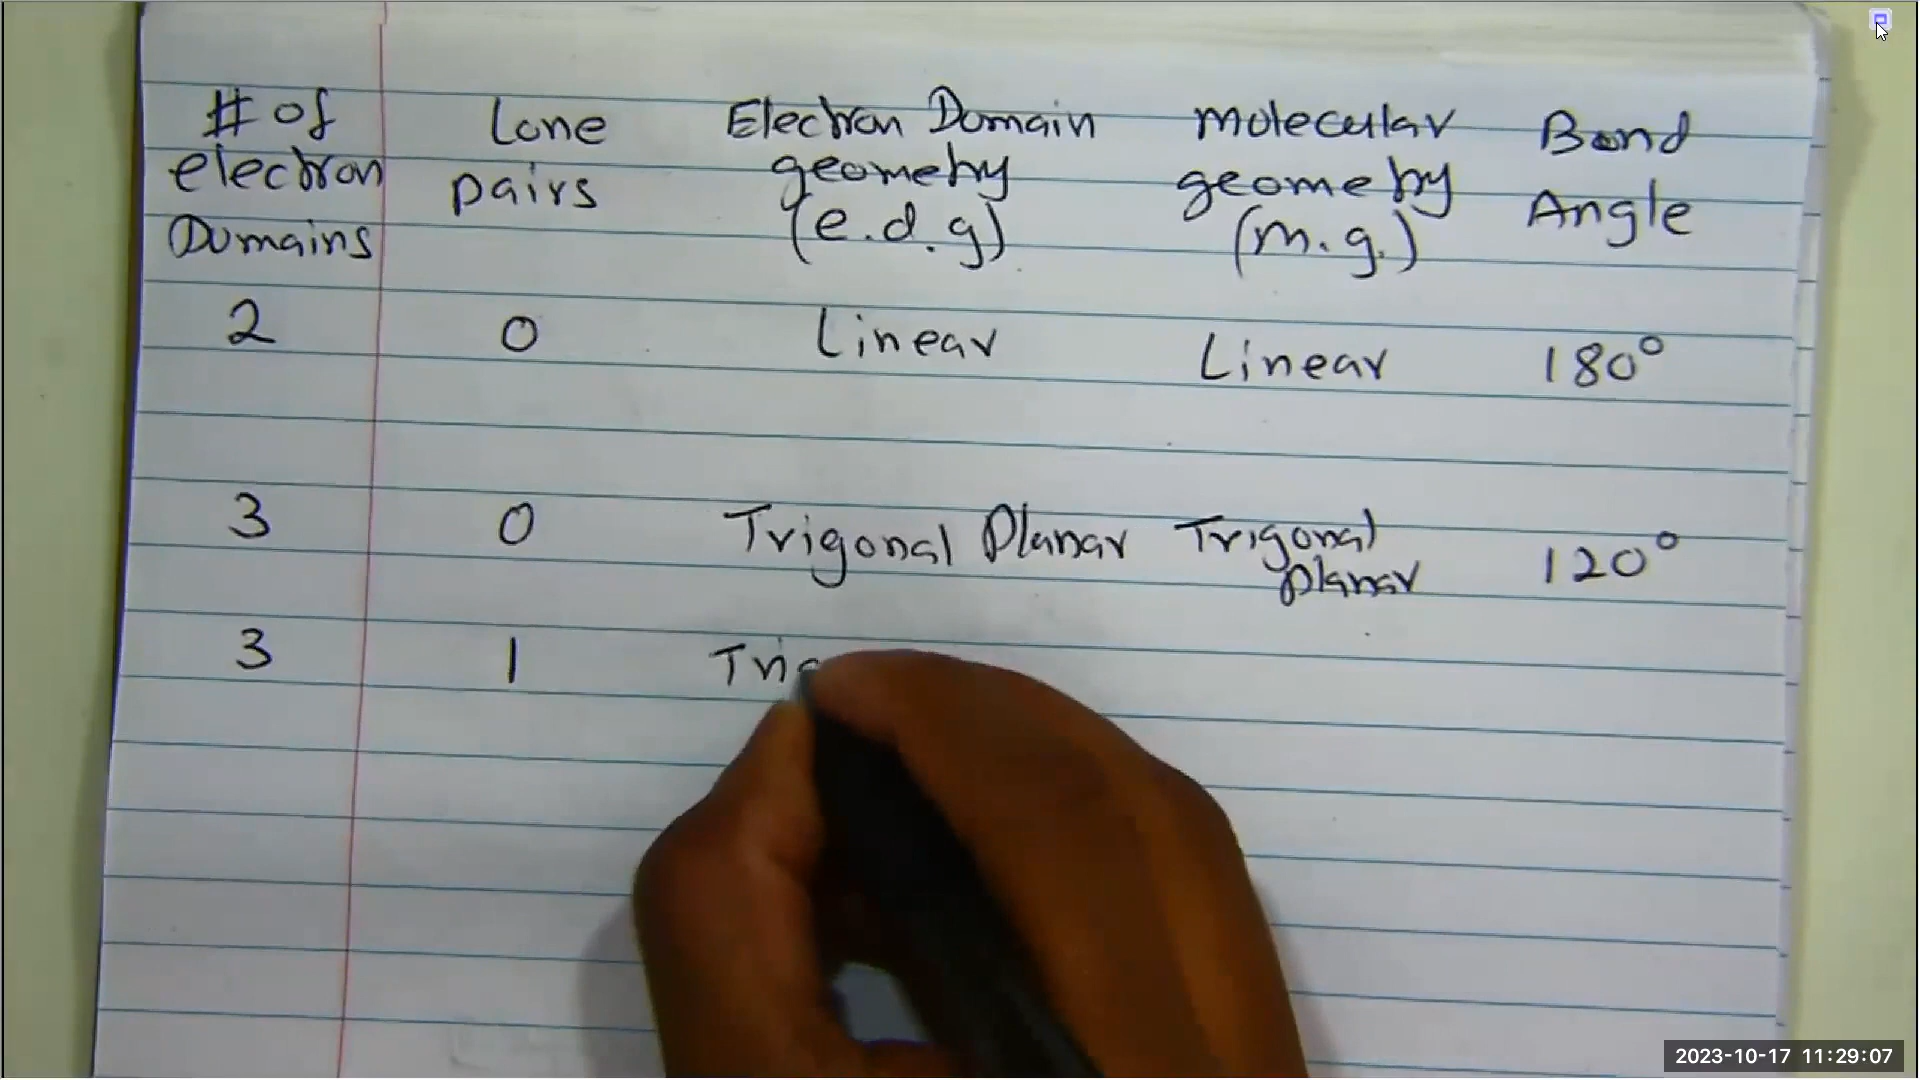 # of electron Domains
Lone pairs
Electron Domain geometry (e.d.g)
Molecular geometry (m.g.)
Bond Angle
2 0 Linear Linear 180°
3 0 Trigonal Planar Trigonal planar 120°
3 1 Trig
2023-10-17 11:29:07